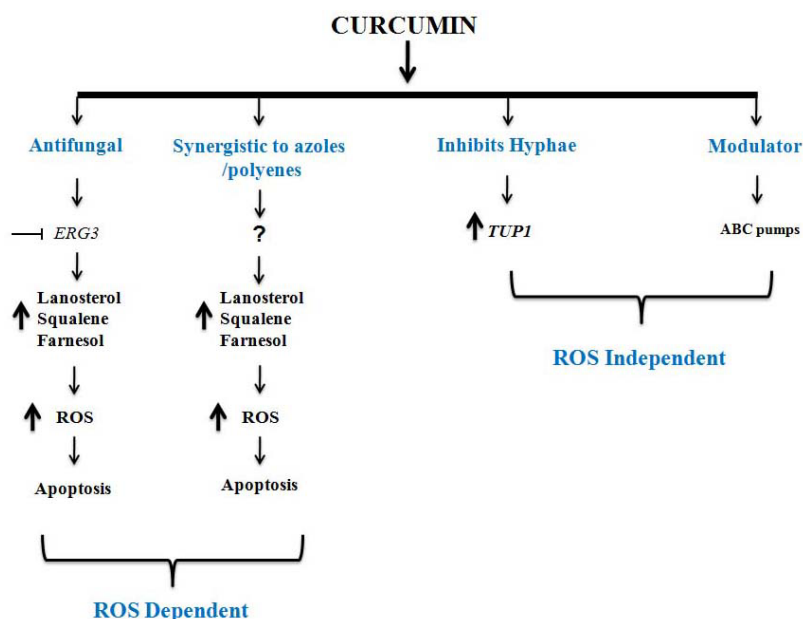 CURCUMIN
Antifungal
Synergistic to azoles
/polyenes
Inhibits Hyphae
Modulator
ERG3
?
TUP1
ABC pumps
Lanosterol
Squalene
Farnesol
Lanosterol
Squalene
Farnesol
ROS Independent
ROS
ROS
Apoptosis
Apoptosis
ROS Dependent